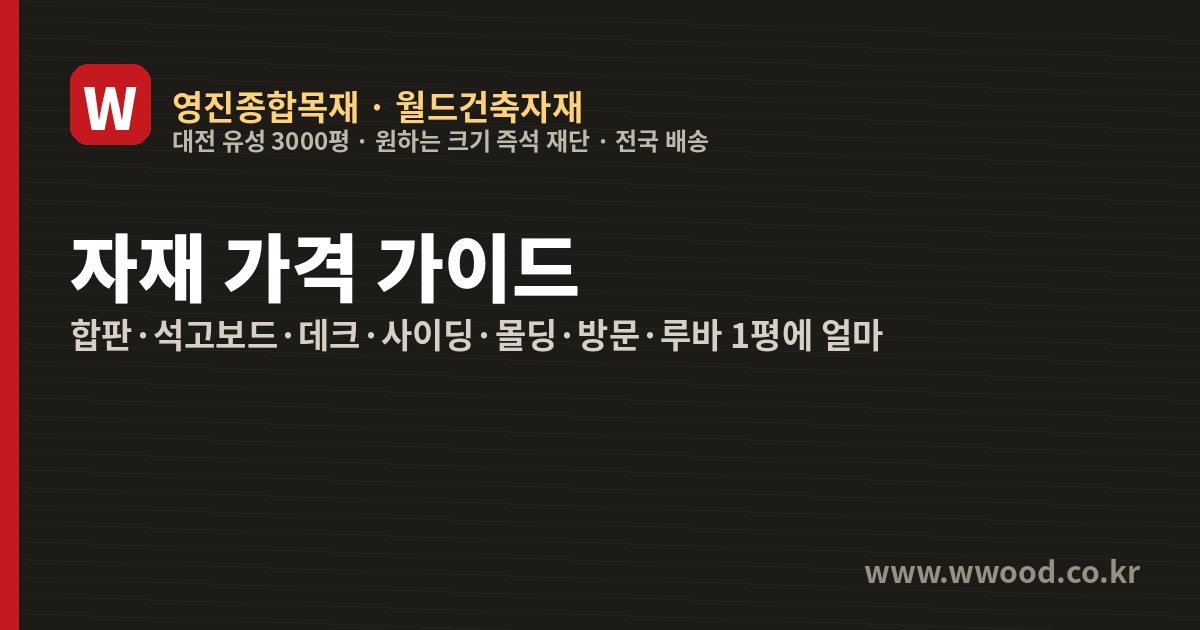 W
영진종합목재 · 월드건축자재
대전 유성 3000평 · 원하는 크기 즉석 재단 · 전국 배송
자재 가격 가이드
합판·석고보드·데크·사이딩·몰딩·방문·루바 1평에 얼마
www.wwood.co.kr